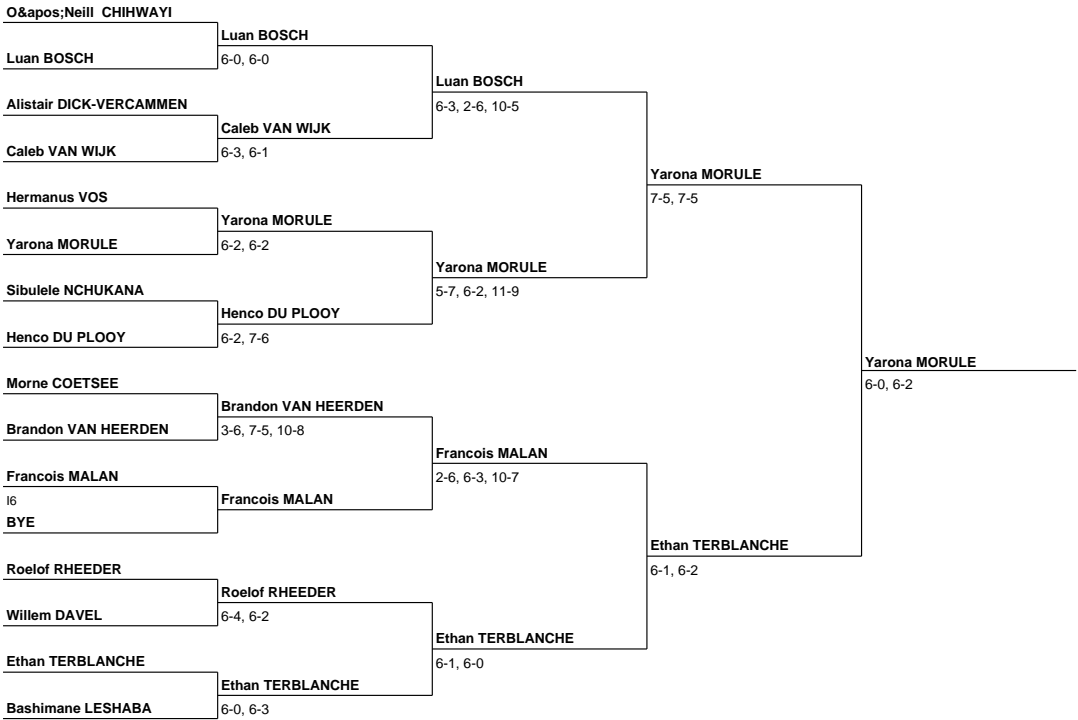 O&apos;Neill  CHIHWAYI
Luan BOSCH
Luan BOSCH
6-0, 6-0
Luan BOSCH
Alistair DICK-VERCAMMEN
6-3, 2-6, 10-5
Caleb VAN WIJK
Caleb VAN WIJK
6-3, 6-1
Yarona MORULE
Hermanus VOS
7-5, 7-5
Yarona MORULE
Yarona MORULE
6-2, 6-2
Yarona MORULE
Sibulele NCHUKANA
5-7, 6-2, 11-9
Henco DU PLOOY
Henco DU PLOOY
6-2, 7-6
Yarona MORULE
Morne COETSEE
6-0, 6-2
Brandon VAN HEERDEN
Brandon VAN HEERDEN
3-6, 7-5, 10-8
Francois MALAN
Francois MALAN
2-6, 6-3, 10-7
I6
Francois MALAN
BYE
Ethan TERBLANCHE
Roelof RHEEDER
6-1, 6-2
Roelof RHEEDER
Willem DAVEL
6-4, 6-2
Ethan TERBLANCHE
Ethan TERBLANCHE
6-1, 6-0
Ethan TERBLANCHE
Bashimane LESHABA
6-0, 6-3